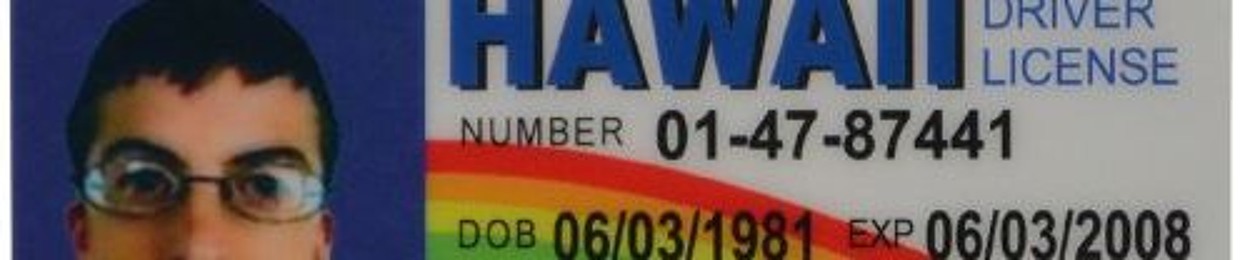 HAWAII DRIVER
LICENSE
NUMBER 01-47-87441
DOB 06/03/1981 EXP 06/03/2008